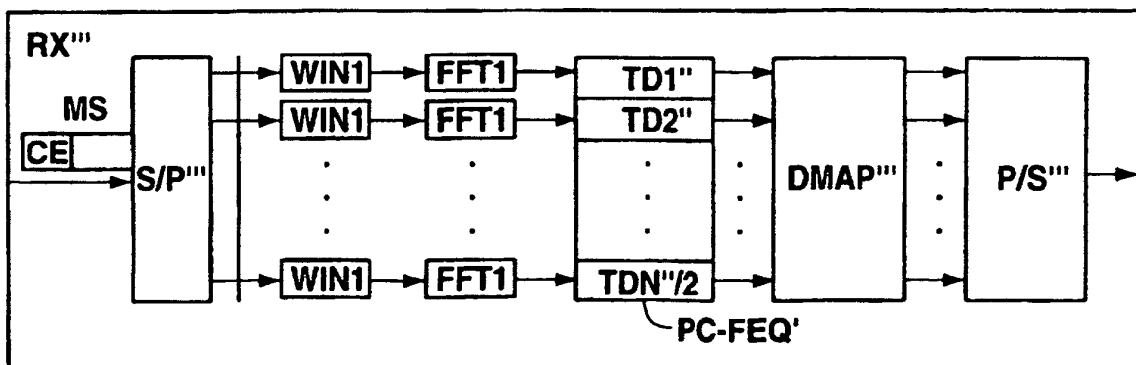 RX'''
MS
CE
S/P'''
WIN1 FFT1 TD1''
WIN1 FFT1 TD2''
DMAP''' P/S'''
WIN1 FFT1 TDN''/2
PC-FEQ'